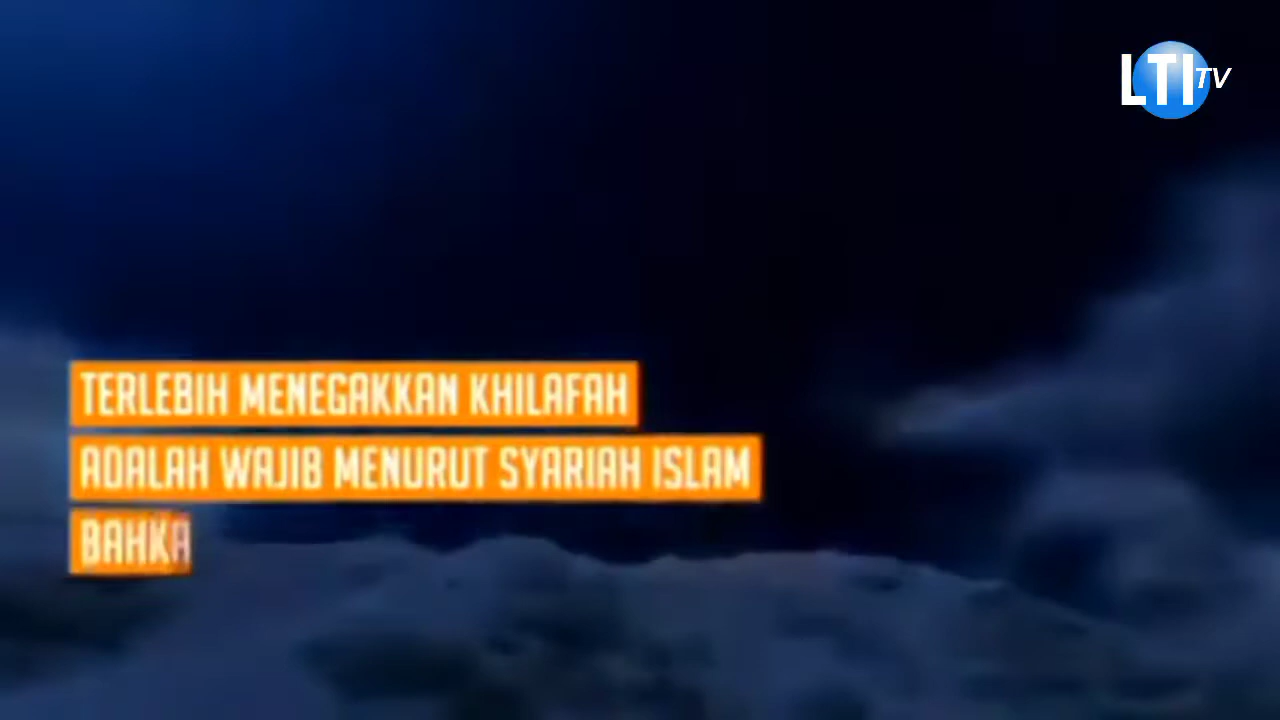 LTI TV
TERLEBIH MENEGAKKAN KHILAFAH
ADALAH WAJIB MENURUT SYARIAH ISLAM
BAHKA